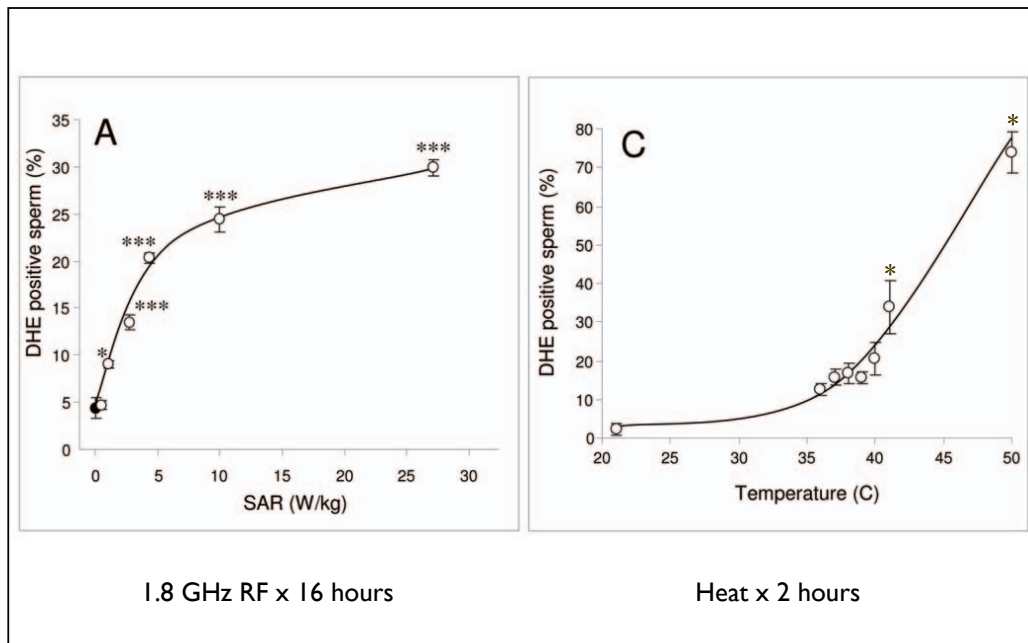 A
DHE positive sperm (%)
35
30
25
20
15
10
5
0
***
***
***
***
*
0 5 10 15 20 25 30
SAR (W/kg)
1.8 GHz RF x 16 hours
C
DHE positive sperm (%)
80
70
60
50
40
30
20
10
0
*
*
20 25 30 35 40 45 50
Temperature (C)
Heat x 2 hours